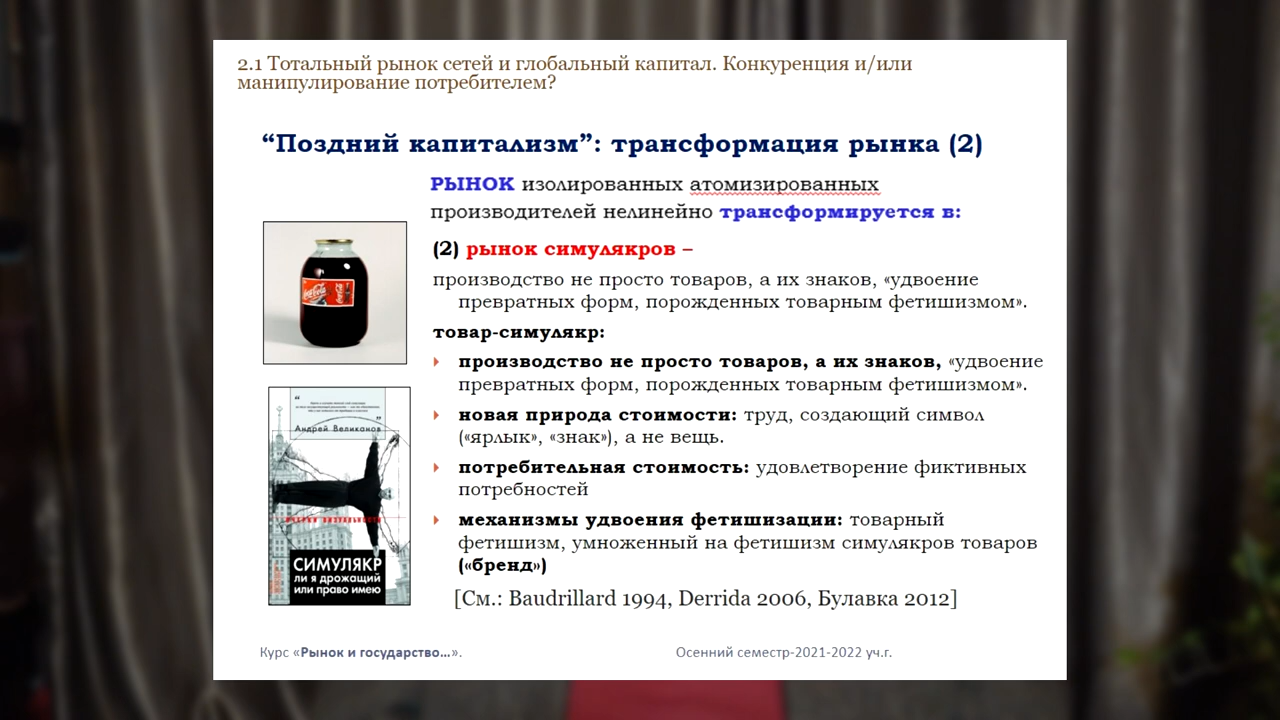 2.1 Тотальный рынок сетей и глобальный капитал. Конкуренция и/или
манипулирование потребителем?
“Поздний капитализм”: трансформация рынка (2)
РЫНОК изолированных атомизированных
производителей нелинейно трансформируется в:
(2) рынок симулякров –
производство не просто товаров, а их знаков, «удвоение
превратных форм, порожденных товарным фетишизмом».
товар-симулякр:
производство не просто товаров, а их знаков, «удвоение
превратных форм, порожденных товарным фетишизмом».
новая природа стоимости: труд, создающий символ
(«ярлык», «знак»), а не вещь.
потребительная стоимость: удовлетворение фиктивных
потребностей
механизмы удвоения фетишизации: товарный
фетишизм, умноженный на фетишизм симулякров товаров
(«бренд»)
[См.: Baudrillard 1994, Derrida 2006, Булавка 2012]
Coca-Cola
Андрей Великанов
СИМУЛЯКР
ЛИ Я ДРОЖАЩИЙ
ИЛИ ПРАВО ИМЕЮ
Курс «Рынок и государство…».
Осенний семестр-2021-2022 уч.г.